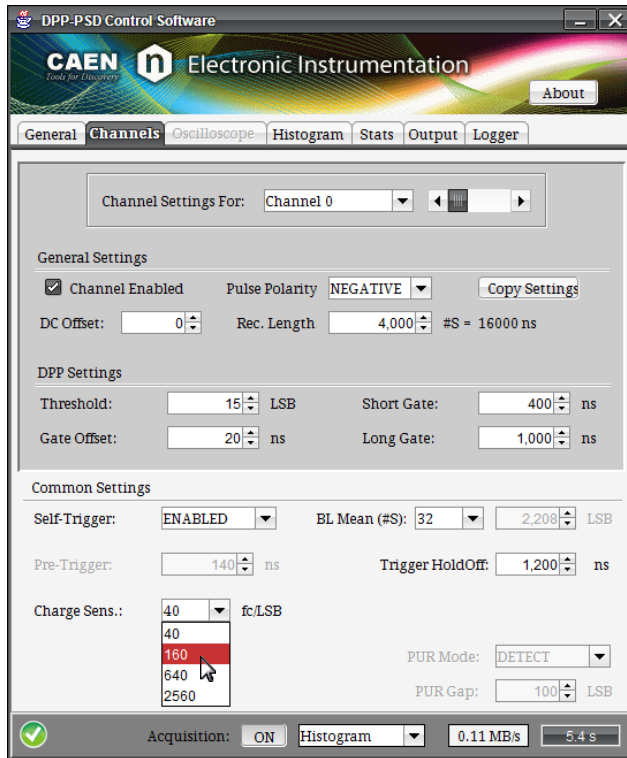 DPP-PSD Control Software
CAEN n Electronic Instrumentation
Tools for Discovery
About
General Channels Oscilloscope Histogram Stats Output Logger
Channel Settings For: Channel 0
General Settings
Channel Enabled Pulse Polarity NEGATIVE Copy Settings
DC Offset: 0 Rec. Length 4,000 #S = 16000 ns
DPP Settings
Threshold: 15 LSB Short Gate: 400 ns
Gate Offset: 20 ns Long Gate: 1,000 ns
Common Settings
Self-Trigger: ENABLED BL Mean (#S): 32 2,208 LSB
Pre-Trigger: 140 ns Trigger HoldOff: 1,200 ns
Charge Sens.: 40 fc/LSB
40
160
640
2560
PUR Mode: DETECT
PUR Gap: 100 LSB
Acquisition: ON Histogram 0.11 MB/s 5.4 s